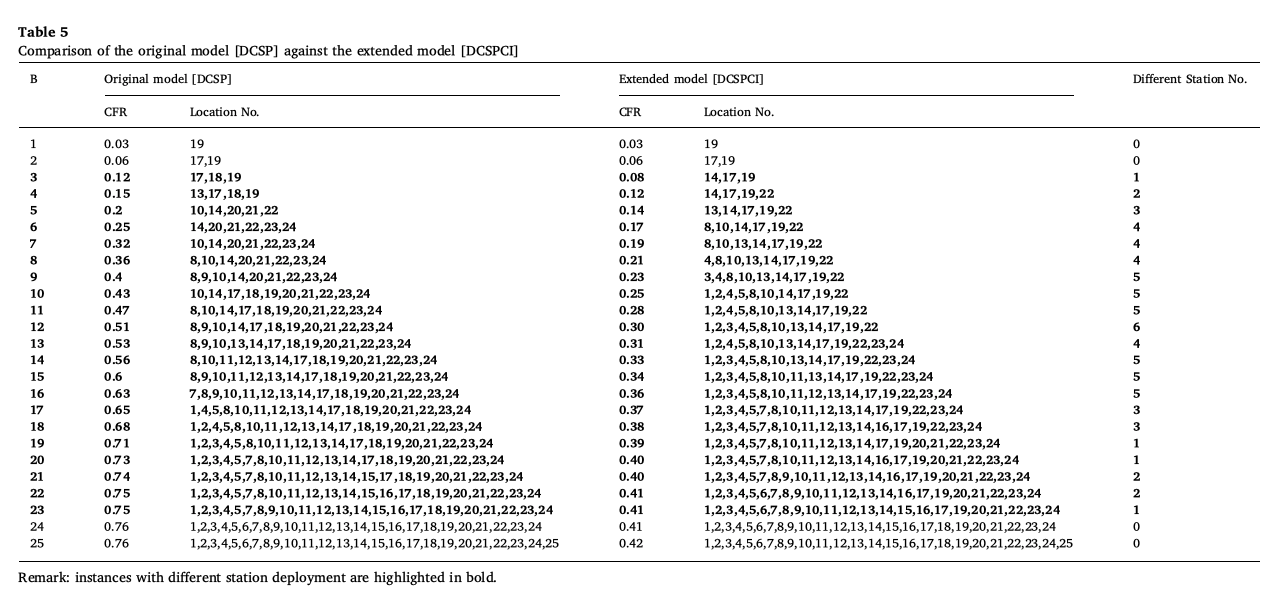 Table 5
Comparison of the original model [DCSP] against the extended model [DCSPCI]
B Original model [DCSP] Extended model [DCSPCI] Different Station No.
CFR Location No. CFR Location No.
1 0.03 19 0.03 19 0
2 0.06 17,19 0.06 17,19 0
3 0.12 17,18,19 0.08 14,17,19 1
4 0.15 13,17,18,19 0.12 14,17,19,22 2
5 0.2 10,14,20,21,22 0.14 13,14,17,19,22 3
6 0.25 14,20,21,22,23,24 0.17 8,10,14,17,19,22 4
7 0.32 10,14,20,21,22,23,24 0.19 8,10,13,14,17,19,22 4
8 0.36 8,10,14,20,21,22,23,24 0.21 4,8,10,13,14,17,19,22 4
9 0.4 8,9,10,14,20,21,22,23,24 0.23 3,4,8,10,13,14,17,19,22 5
10 0.43 10,14,17,18,19,20,21,22,23,24 0.25 1,2,4,5,8,10,14,17,19,22 5
11 0.47 8,10,14,17,18,19,20,21,22,23,24 0.28 1,2,4,5,8,10,13,14,17,19,22 5
12 0.51 8,9,10,14,17,18,19,20,21,22,23,24 0.30 1,2,3,4,5,8,10,13,14,17,19,22 6
13 0.53 8,9,10,13,14,17,18,19,20,21,22,23,24 0.31 1,2,4,5,8,10,13,14,17,19,22,23,24 4
14 0.56 8,10,11,12,13,14,17,18,19,20,21,22,23,24 0.33 1,2,3,4,5,8,10,13,14,17,19,22,23,24 5
15 0.6 8,9,10,11,12,13,14,17,18,19,20,21,22,23,24 0.34 1,2,3,4,5,8,10,11,13,14,17,19,22,23,24 5
16 0.63 7,8,9,10,11,12,13,14,17,18,19,20,21,22,23,24 0.36 1,2,3,4,5,8,10,11,12,13,14,17,19,22,23,24 5
17 0.65 1,4,5,8,10,11,12,13,14,17,18,19,20,21,22,23,24 0.37 1,2,3,4,5,7,8,10,11,12,13,14,17,19,22,23,24 3
18 0.68 1,2,4,5,8,10,11,12,13,14,17,18,19,20,21,22,23,24 0.38 1,2,3,4,5,7,8,10,11,12,13,14,16,17,19,22,23,24 3
19 0.71 1,2,3,4,5,8,10,11,12,13,14,17,18,19,20,21,22,23,24 0.39 1,2,3,4,5,7,8,10,11,12,13,14,17,19,20,21,22,23,24 1
20 0.73 1,2,3,4,5,7,8,10,11,12,13,14,17,18,19,20,21,22,23,24 0.40 1,2,3,4,5,7,8,10,11,12,13,14,16,17,19,20,21,22,23,24 1
21 0.74 1,2,3,4,5,7,8,10,11,12,13,14,15,17,18,19,20,21,22,23,24 0.40 1,2,3,4,5,7,8,9,10,11,12,13,14,16,17,19,20,21,22,23,24 2
22 0.75 1,2,3,4,5,7,8,10,11,12,13,14,15,16,17,18,19,20,21,22,23,24 0.41 1,2,3,4,5,6,7,8,9,10,11,12,13,14,16,17,19,20,21,22,23,24 2
23 0.75 1,2,3,4,5,7,8,9,10,11,12,13,14,15,16,17,18,19,20,21,22,23,24 0.41 1,2,3,4,5,6,7,8,9,10,11,12,13,14,15,16,17,19,20,21,22,23,24 1
24 0.76 1,2,3,4,5,6,7,8,9,10,11,12,13,14,15,16,17,18,19,20,21,22,23,24 0.41 1,2,3,4,5,6,7,8,9,10,11,12,13,14,15,16,17,18,19,20,21,22,23,24 0
25 0.76 1,2,3,4,5,6,7,8,9,10,11,12,13,14,15,16,17,18,19,20,21,22,23,24,25 0.42 1,2,3,4,5,6,7,8,9,10,11,12,13,14,15,16,17,18,19,20,21,22,23,24,25 0
Remark: instances with different station deployment are highlighted in bold.